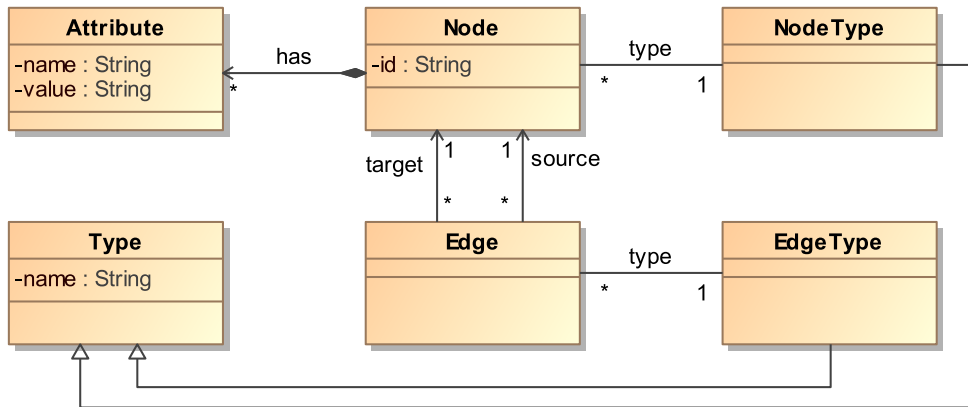 Attribute
-name : String
-value : String
has
*
Node
-id : String
type
*
1
NodeType
target
1
*
1
source
*
Type
-name : String
Edge
type
*
1
EdgeType